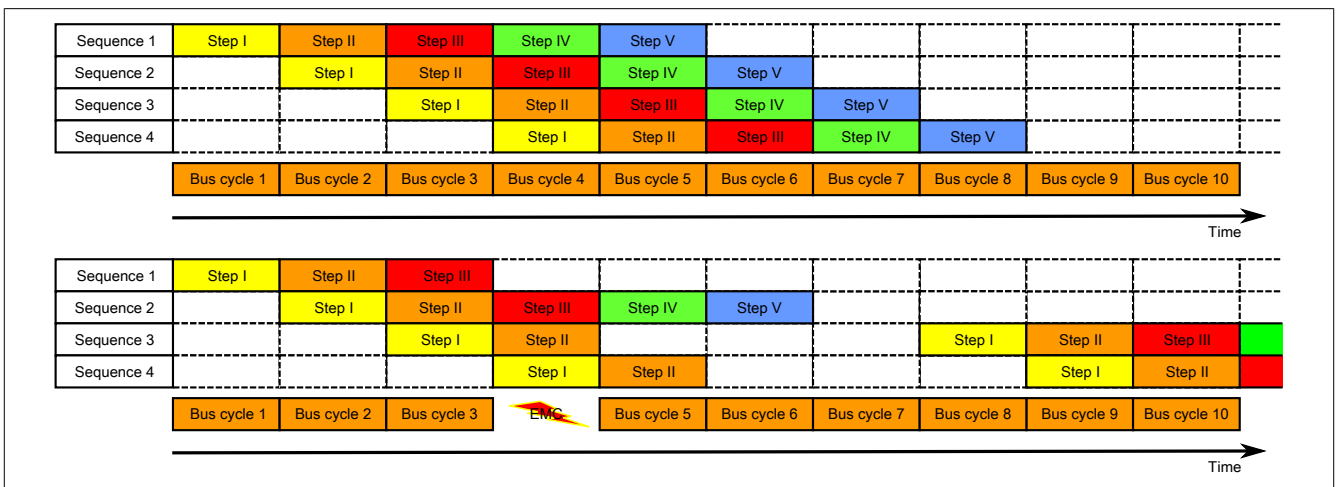 Sequence 1 Step I Step II Step III Step IV Step V
Sequence 2 Step I Step II Step III Step IV Step V
Sequence 3 Step I Step II Step III Step IV Step V
Sequence 4 Step I Step II Step III Step IV Step V
Bus cycle 1 Bus cycle 2 Bus cycle 3 Bus cycle 4 Bus cycle 5 Bus cycle 6 Bus cycle 7 Bus cycle 8 Bus cycle 9 Bus cycle 10
Time
Sequence 1 Step I Step II Step III
Sequence 2 Step I Step II Step III Step IV Step V
Sequence 3 Step I Step II Step I Step II Step III
Sequence 4 Step I Step II Step I Step II
Bus cycle 1 Bus cycle 2 Bus cycle 3 EMC Bus cycle 5 Bus cycle 6 Bus cycle 7 Bus cycle 8 Bus cycle 9 Bus cycle 10
Time